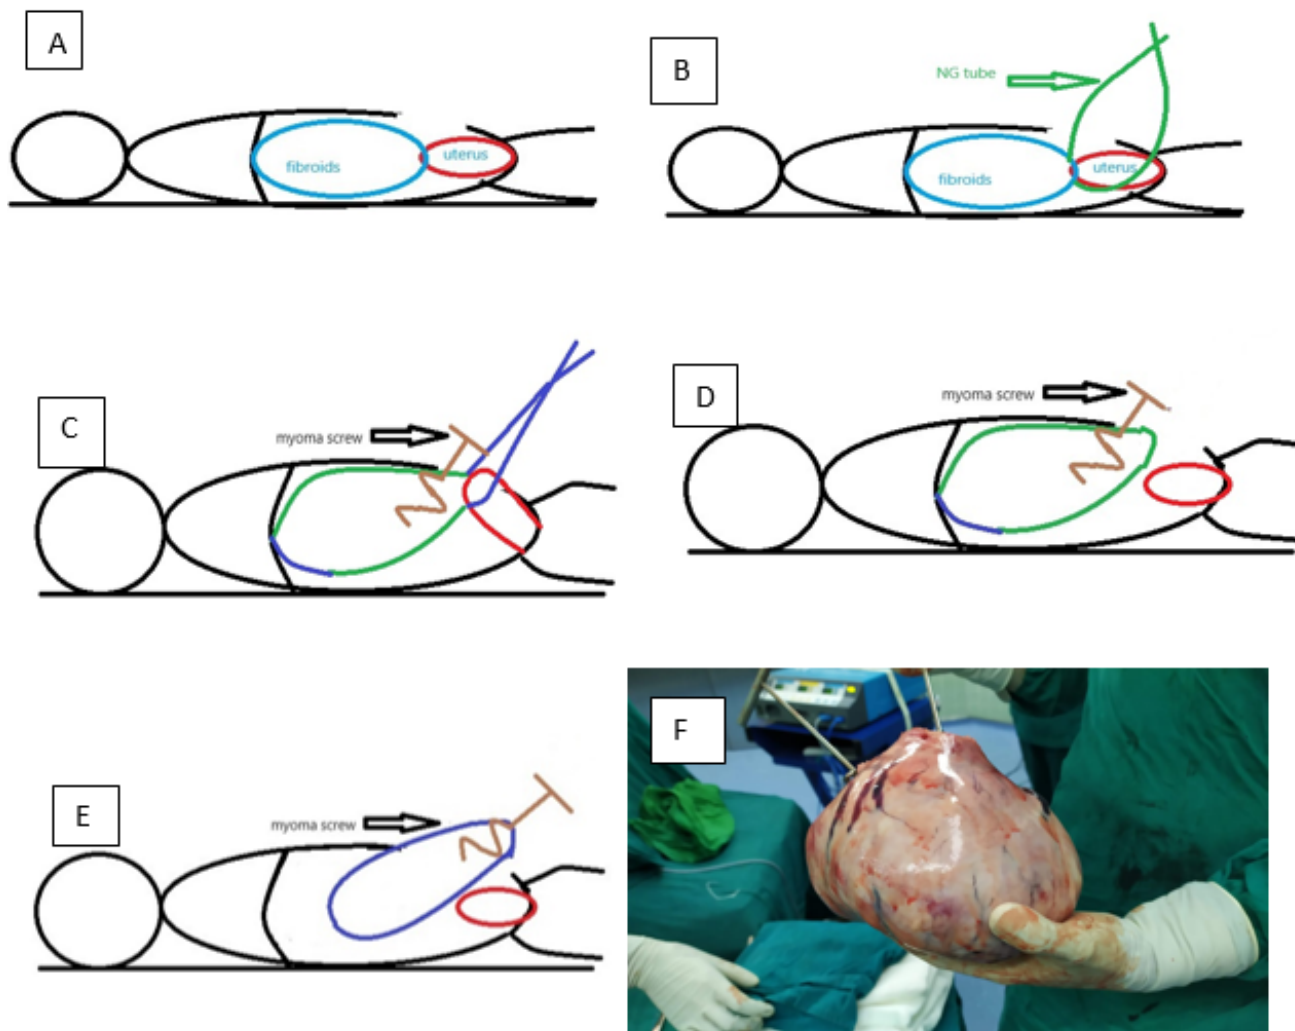 A
fibroids
uterus
B
NG tube
fibroids
uterus
C
myoma screw
D
myoma screw
E
myoma screw
F